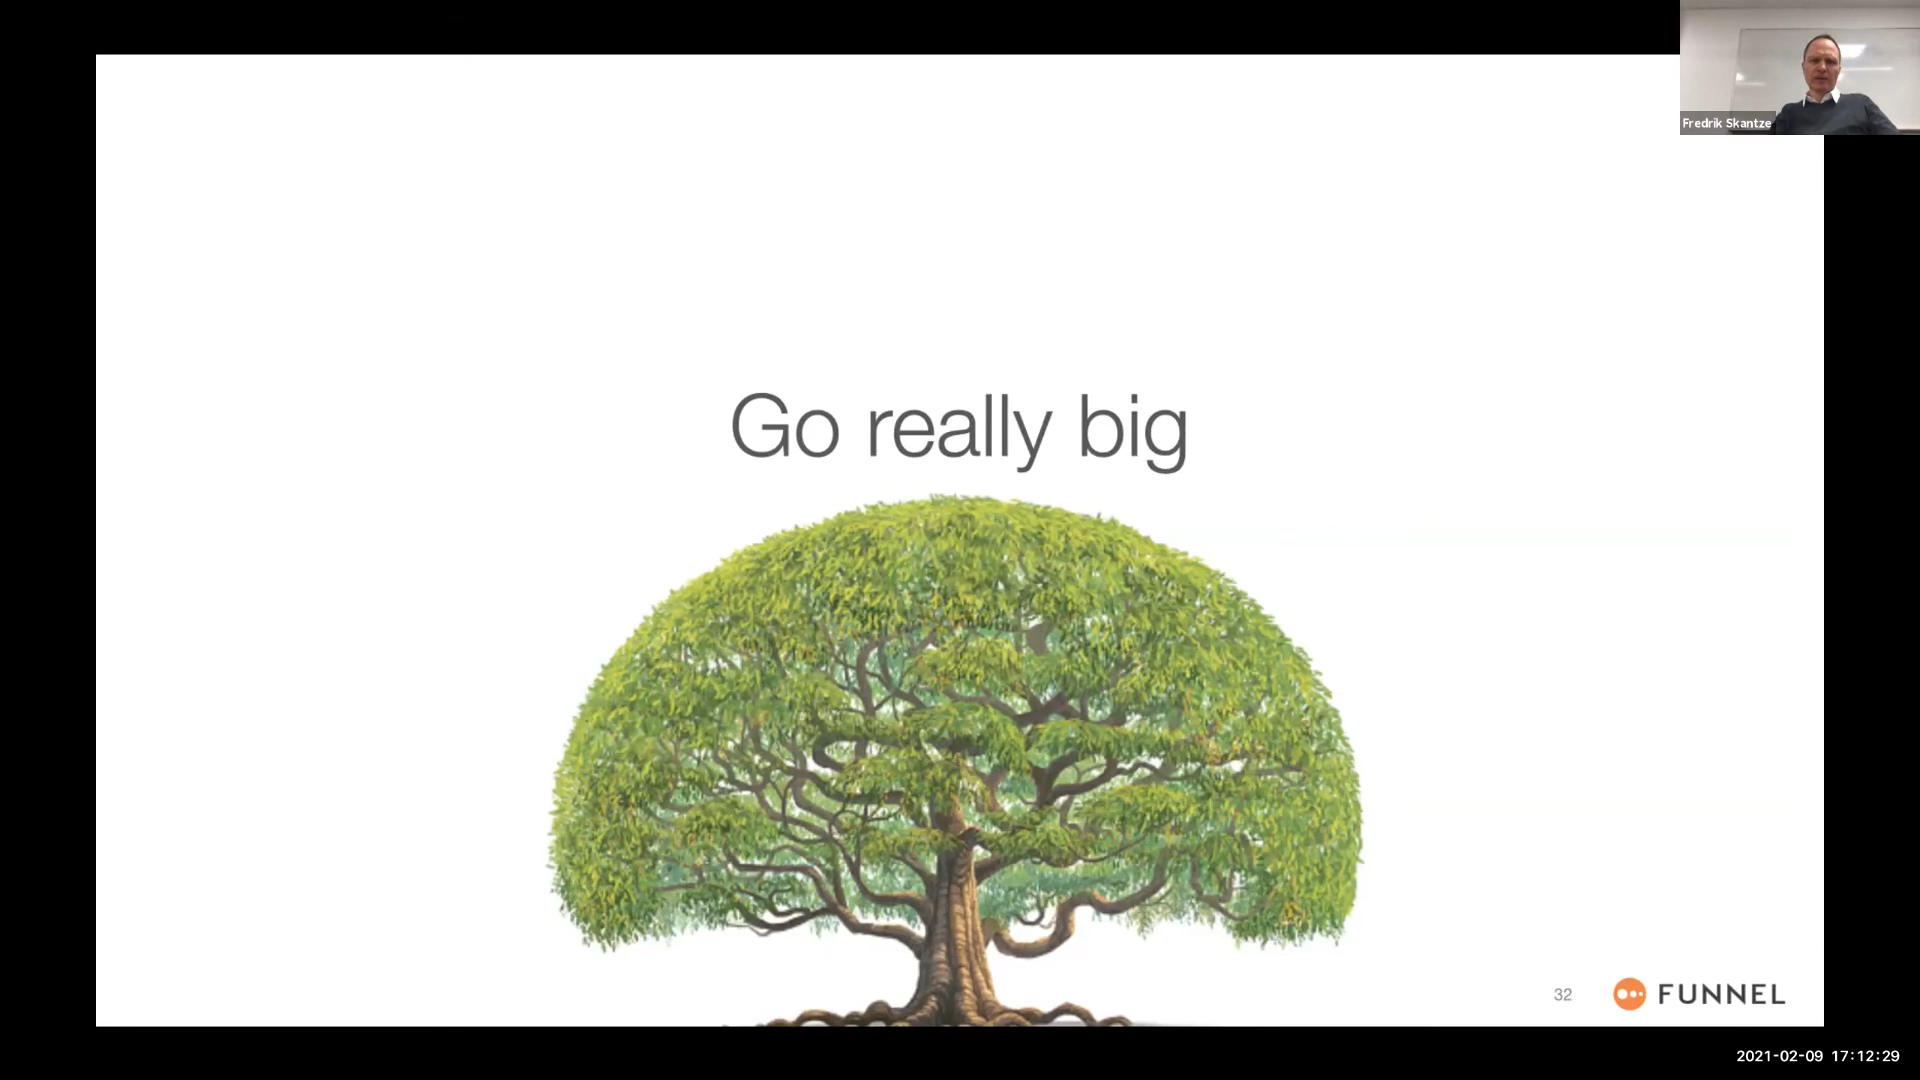 Fredrik Skantze
Go really big
32
FUNNEL
2021-02-09 17:12:29